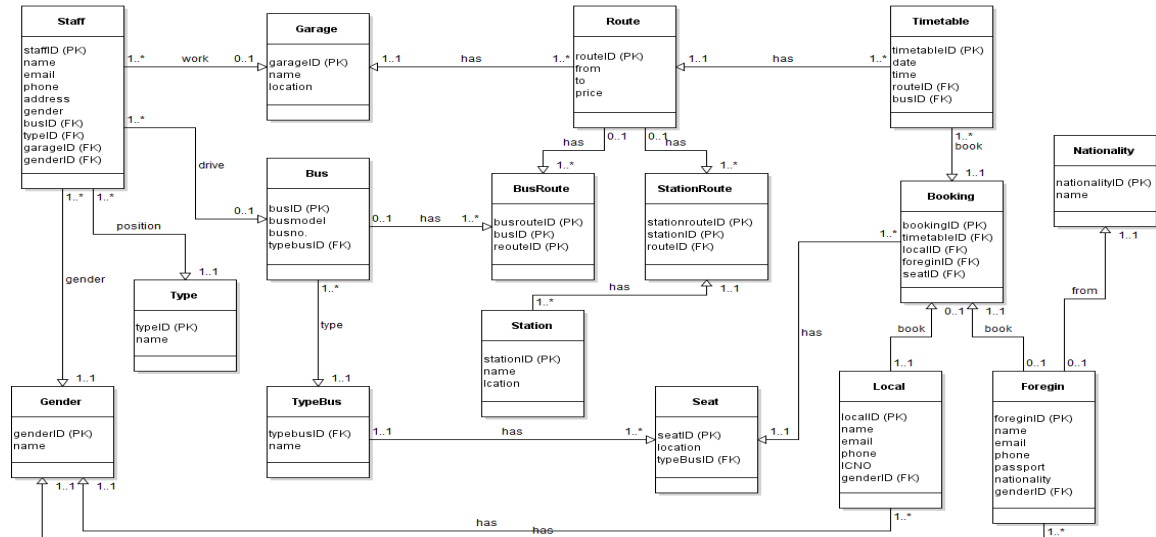 Staff
staffID (PK)
name
email
phone
address
gender
busID (FK)
typeID (FK)
garageID (FK)
genderID (FK)
1..*
work
0..1
Garage
garageID (PK)
name
location
1..1
has
1..*
Route
routeID (PK)
from
to
price
1..1
has
1..*
Timetable
timetableID (PK)
date
time
routeID (FK)
busID (FK)
1..*
drive
0..1
Bus
busID (PK)
busmodel
busno.
typebusID (FK)
0..1
has
1..*
0..1
has
1..*
BusRoute
busrouteID (PK)
busID (PK)
reouteID (PK)
0..1
has
1..*
StationRoute
stationrouteID (PK)
stationID (PK)
routeID (FK)
1..*
book
1..1
Booking
bookingID (PK)
timetableID (FK)
localID (FK)
foreginID (FK)
seatID (FK)
Nationality
nationalityID (PK)
name
1..1
from
0..1
1..*
gender
1..1
1..*
position
1..1
Type
typeID (PK)
name
1..*
type
1..1
has
1..*
1..1
Station
stationID (PK)
name
lcation
1..*
has
1..1
0..1
book
1..1
1..1
book
0..1
Gender
genderID (PK)
name
TypeBus
typebusID (FK)
name
1..1
has
1..*
Seat
seatID (PK)
location
typeBusID (FK)
Local
localID (PK)
name
email
phone
ICNO
genderID (FK)
Foregin
foreginID (PK)
name
email
phone
passport
nationality
genderID (FK)
1..1
1..1
has
has
1..*
1..*